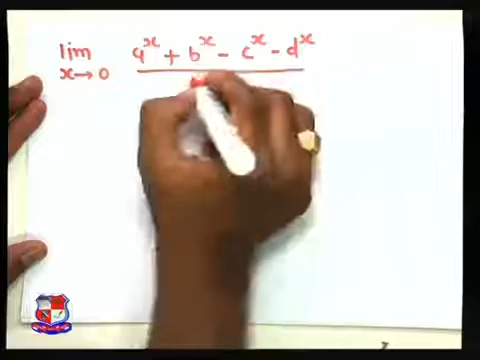 lim a^x + b^x - c^x - d^x
x→0